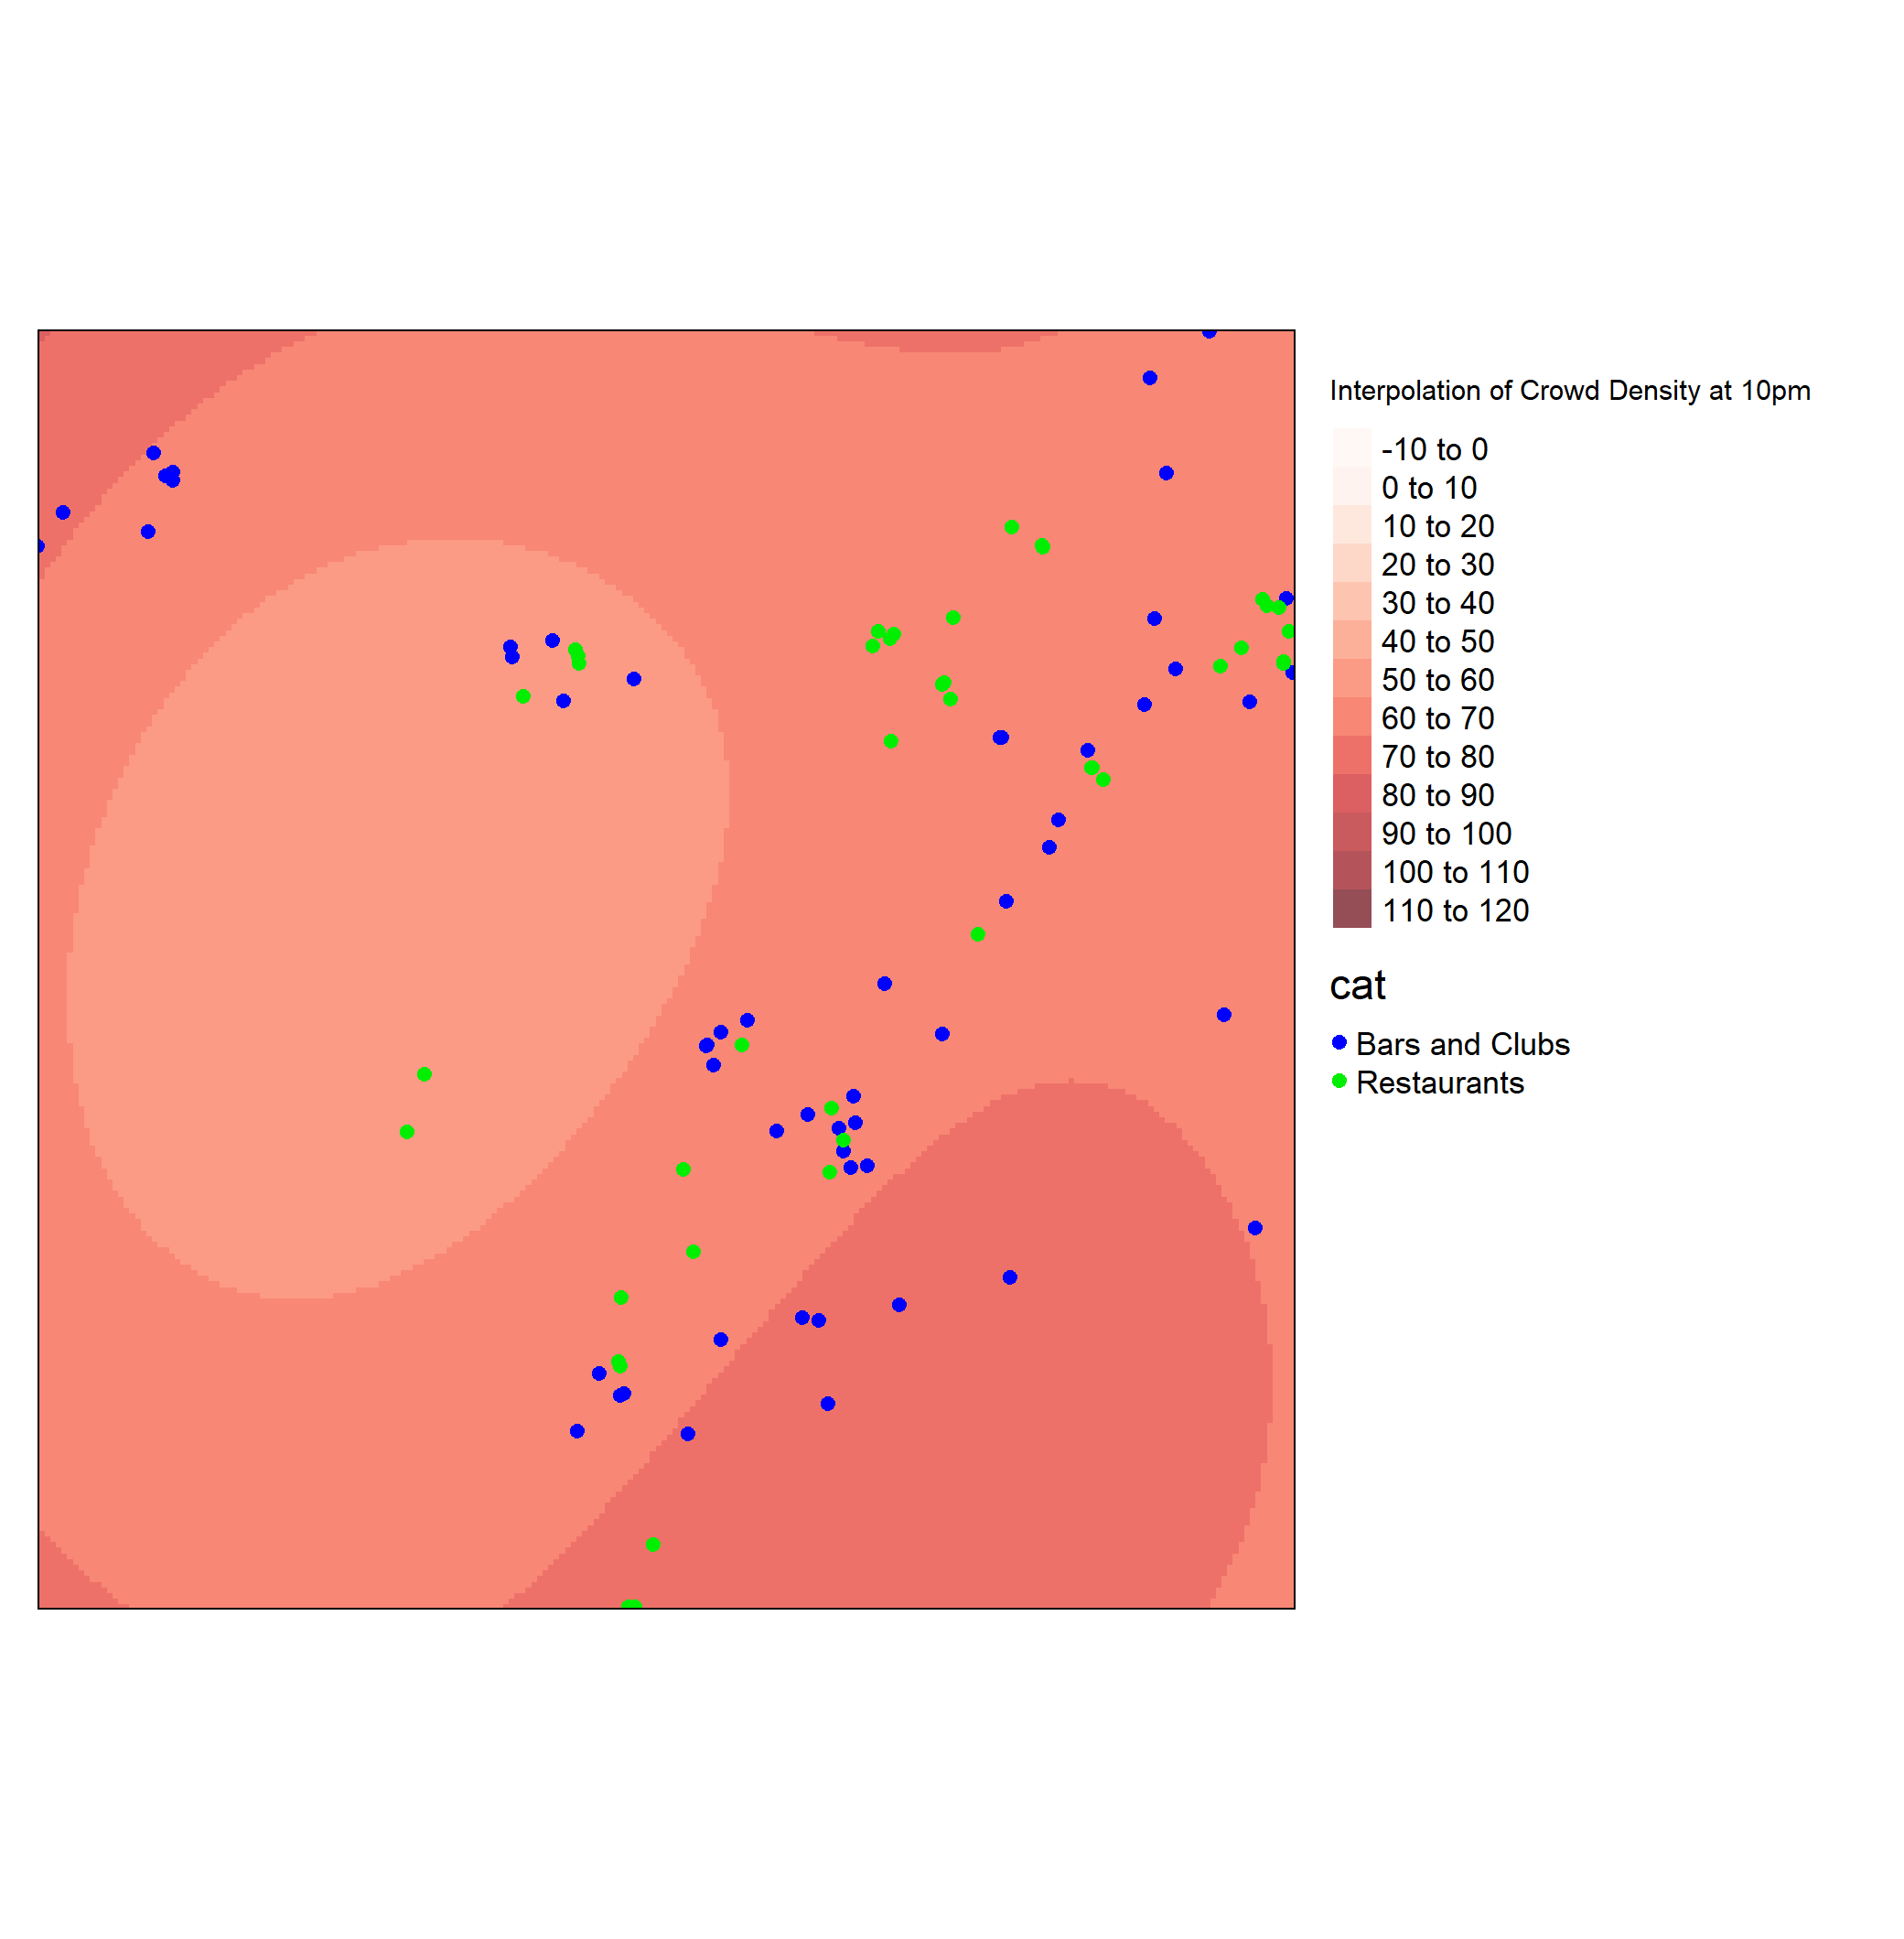 Interpolation of Crowd Density at 10pm
-10 to 0
0 to 10
10 to 20
20 to 30
30 to 40
40 to 50
50 to 60
60 to 70
70 to 80
80 to 90
90 to 100
100 to 110
110 to 120
cat
Bars and Clubs
Restaurants